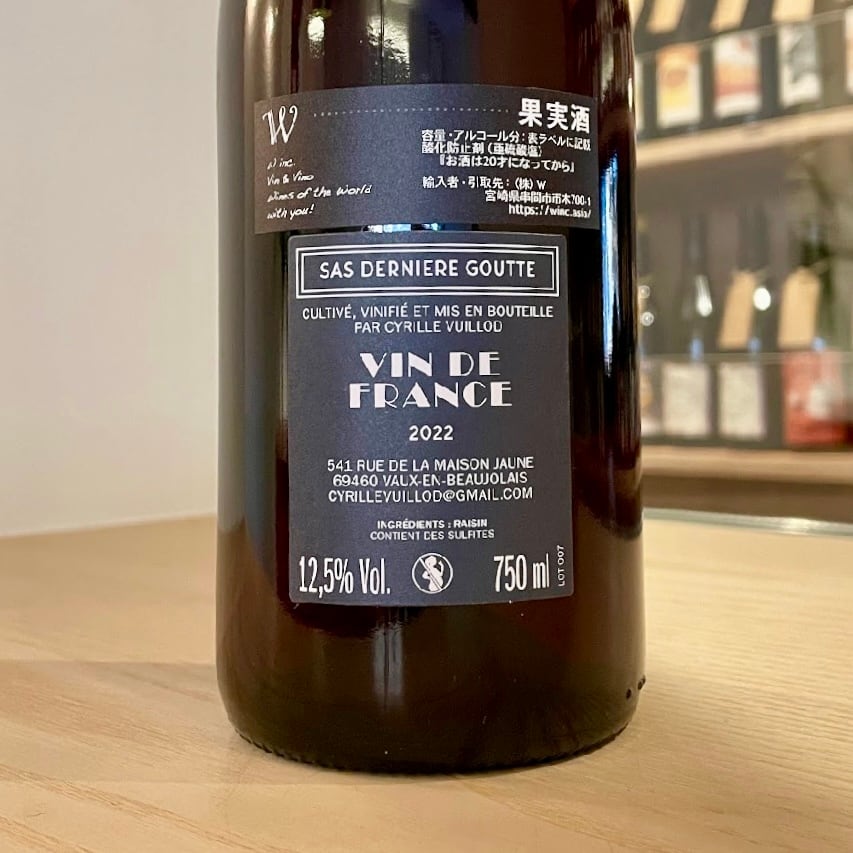 W
果実酒
W inc.
Vin & Vino
wines of the World
with you!
容量・アルコール分：表ラベルに記載
酸化防止剤（亜硫酸塩）
『お酒は20才になってから』
輸入者・引取先：（株）W
宮崎県串間市市木700-1
https://winc.asia/
SAS DERNIERE GOUTTE
CULTIVÉ, VINIFIÉ ET MIS EN BOUTEILLE
PAR CYRILLE VUILLOD
VIN DE
FRANCE
2022
541 RUE DE LA MAISON JAUNE
69460 VAUX-EN-BEAUJOLAIS
CYRILLEVUILLOD@GMAIL.COM
INGRÉDIENTS : RAISIN
CONTIENT DES SULFITES
12,5% Vol.
750 ml
LOT 007